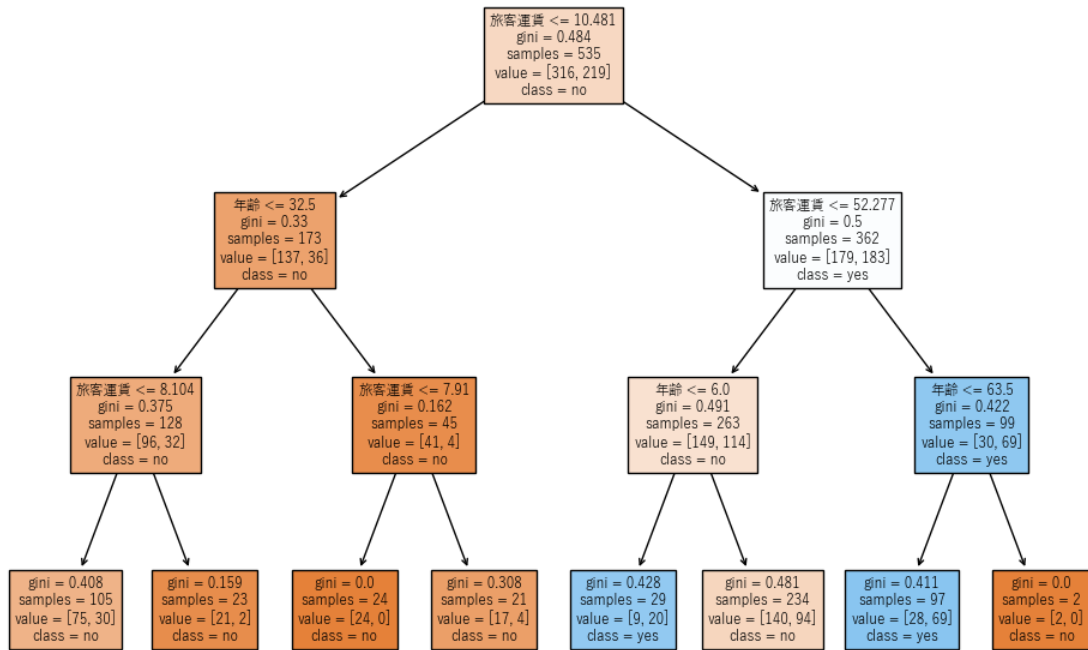 旅客運賃 <= 10.481
gini = 0.484
samples = 535
value = [316, 219]
class = no
年齢 <= 32.5
gini = 0.33
samples = 173
value = [137, 36]
class = no
旅客運賃 <= 52.277
gini = 0.5
samples = 362
value = [179, 183]
class = yes
旅客運賃 <= 8.104
gini = 0.375
samples = 128
value = [96, 32]
class = no
旅客運賃 <= 7.91
gini = 0.162
samples = 45
value = [41, 4]
class = no
年齢 <= 6.0
gini = 0.491
samples = 263
value = [149, 114]
class = no
年齢 <= 63.5
gini = 0.422
samples = 99
value = [30, 69]
class = yes
gini = 0.408
samples = 105
value = [75, 30]
class = no
gini = 0.159
samples = 23
value = [21, 2]
class = no
gini = 0.0
samples = 24
value = [24, 0]
class = no
gini = 0.308
samples = 21
value = [17, 4]
class = no
gini = 0.428
samples = 29
value = [9, 20]
class = yes
gini = 0.481
samples = 234
value = [140, 94]
class = no
gini = 0.411
samples = 97
value = [28, 69]
class = yes
gini = 0.0
samples = 2
value = [2, 0]
class = no